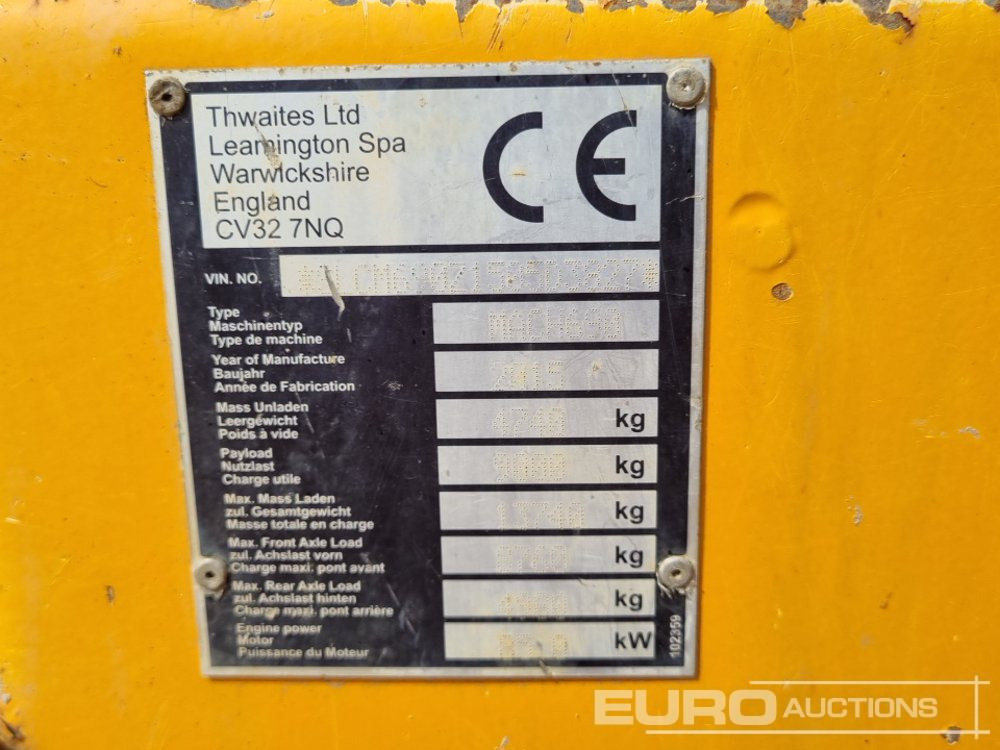 Thwaites Ltd
Leamington Spa
Warwickshire
England
CV32 7NQ
CE
VIN. NO.
Type
Maschinentyp
Type de machine
Year of Manufacture
Baujahr
Année de Fabrication
Mass Unladen
Leergewicht
Poids à vide
4740 kg
Payload
Nutzlast
Charge utile
9000 kg
Max. Mass Laden
zul. Gesamtgewicht
Masse totale en charge
13740 kg
Max. Front Axle Load
zul. Achslast vorn
Charge maxi. pont avant
kg
Max. Rear Axle Load
zul. Achslast hinten
Charge maxi. pont arrière
kg
Engine power
Motor
Puissance du Moteur
kW
102359
EURO AUCTIONS